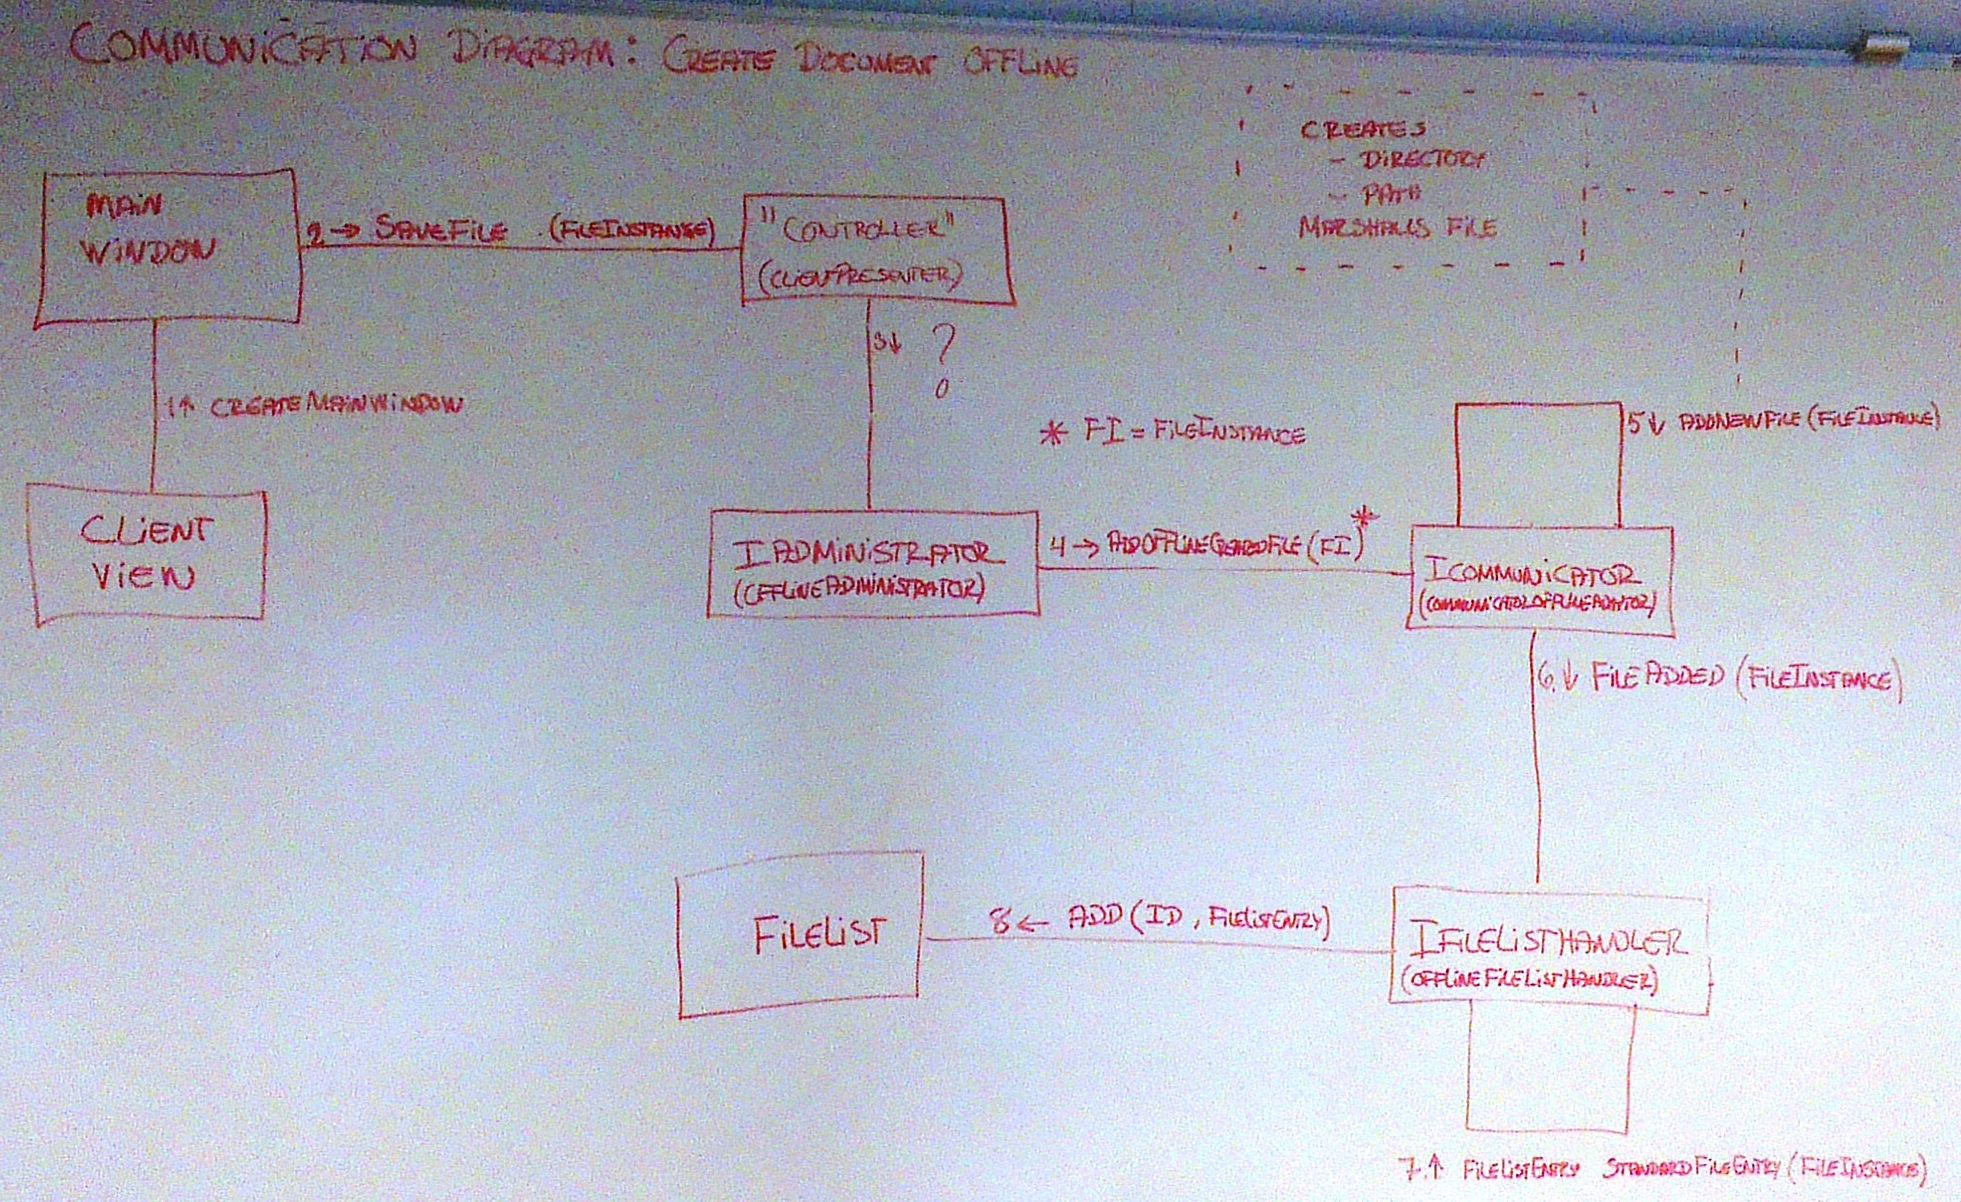 COMMUNICATION DIAGRAM: CREATE DOCUMENT OFFLINE
CREATES
- DIRECTORY
- PATH
MARSHALLS FILE
MAIN
WINDOW
2→ SAVEFILE (FILEINSTANCE)
"CONTROLLER"
(CLIENTPRESENTER)
3↓ ?
1↑ CREATEMAINWINDOW
* FI = FILEINSTANCE
5↓ ADDNEWFILE (FILEINSTANCE)
CLIENT
VIEW
IADMINISTRATOR
(OFFLINEADMINISTRATOR)
4→ ADDOFFLINECREATEDFILE (FI)*
ICOMMUNICATOR
6.↓ FILEADDED (FILEINSTANCE)
FILELIST
8← ADD (ID, FILELISTENTRY)
IFILELISTHANDLER
(OFFLINEFILELISTHANDLER)
7.↑ FILELISTENTRY STANDARDFILEENTRY (FILEINSTANCE)